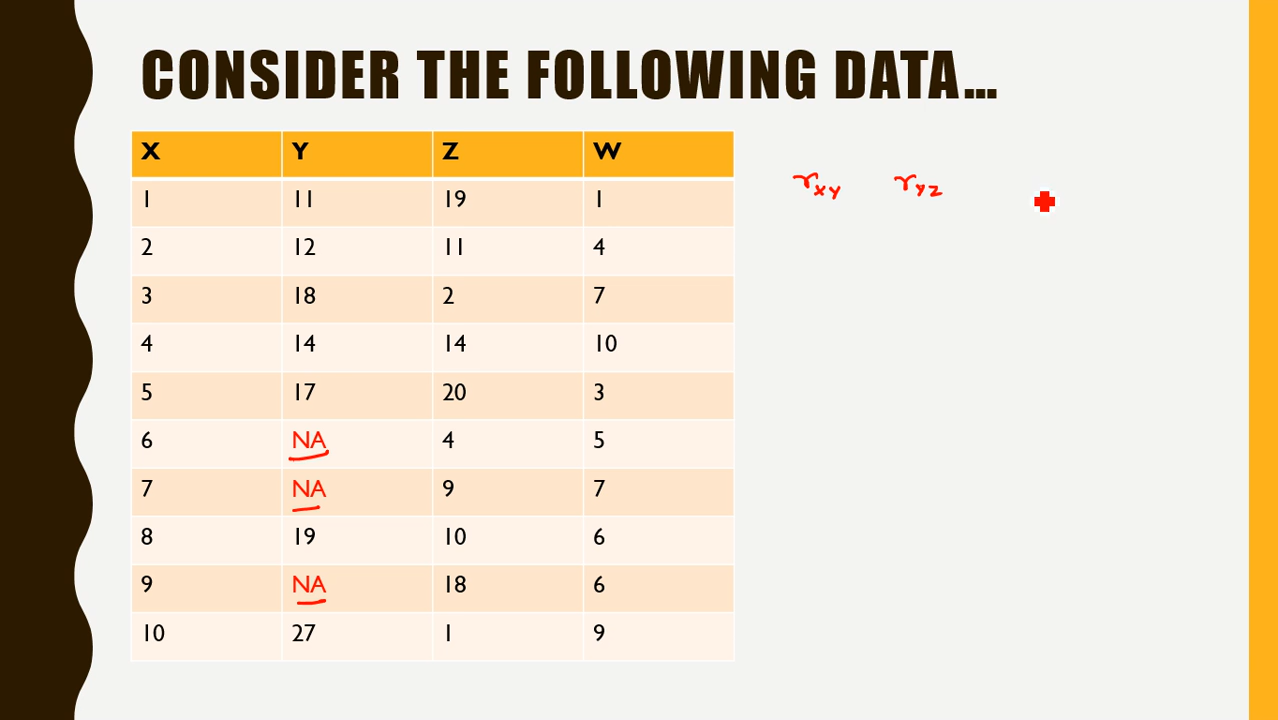 CONSIDER THE FOLLOWING DATA...
X Y Z W
1 11 19 1
2 12 11 4
3 18 2 7
4 14 14 10
5 17 20 3
6 NA 4 5
7 NA 9 7
8 19 10 6
9 NA 18 6
10 27 1 9
r_XY r_YZ